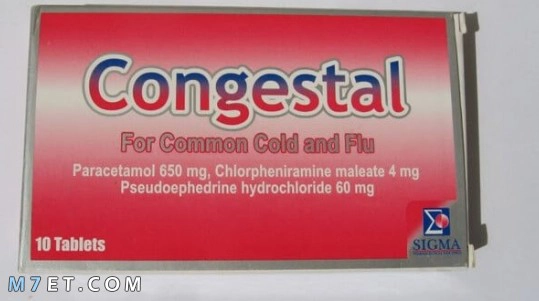 Congestal
For Common Cold and Flu
Paracetamol 650 mg, Chlorpheniramine maleate 4 mg
Pseudoephedrine hydrochloride 60 mg
10 Tablets
SIGMA
M7ET.COM